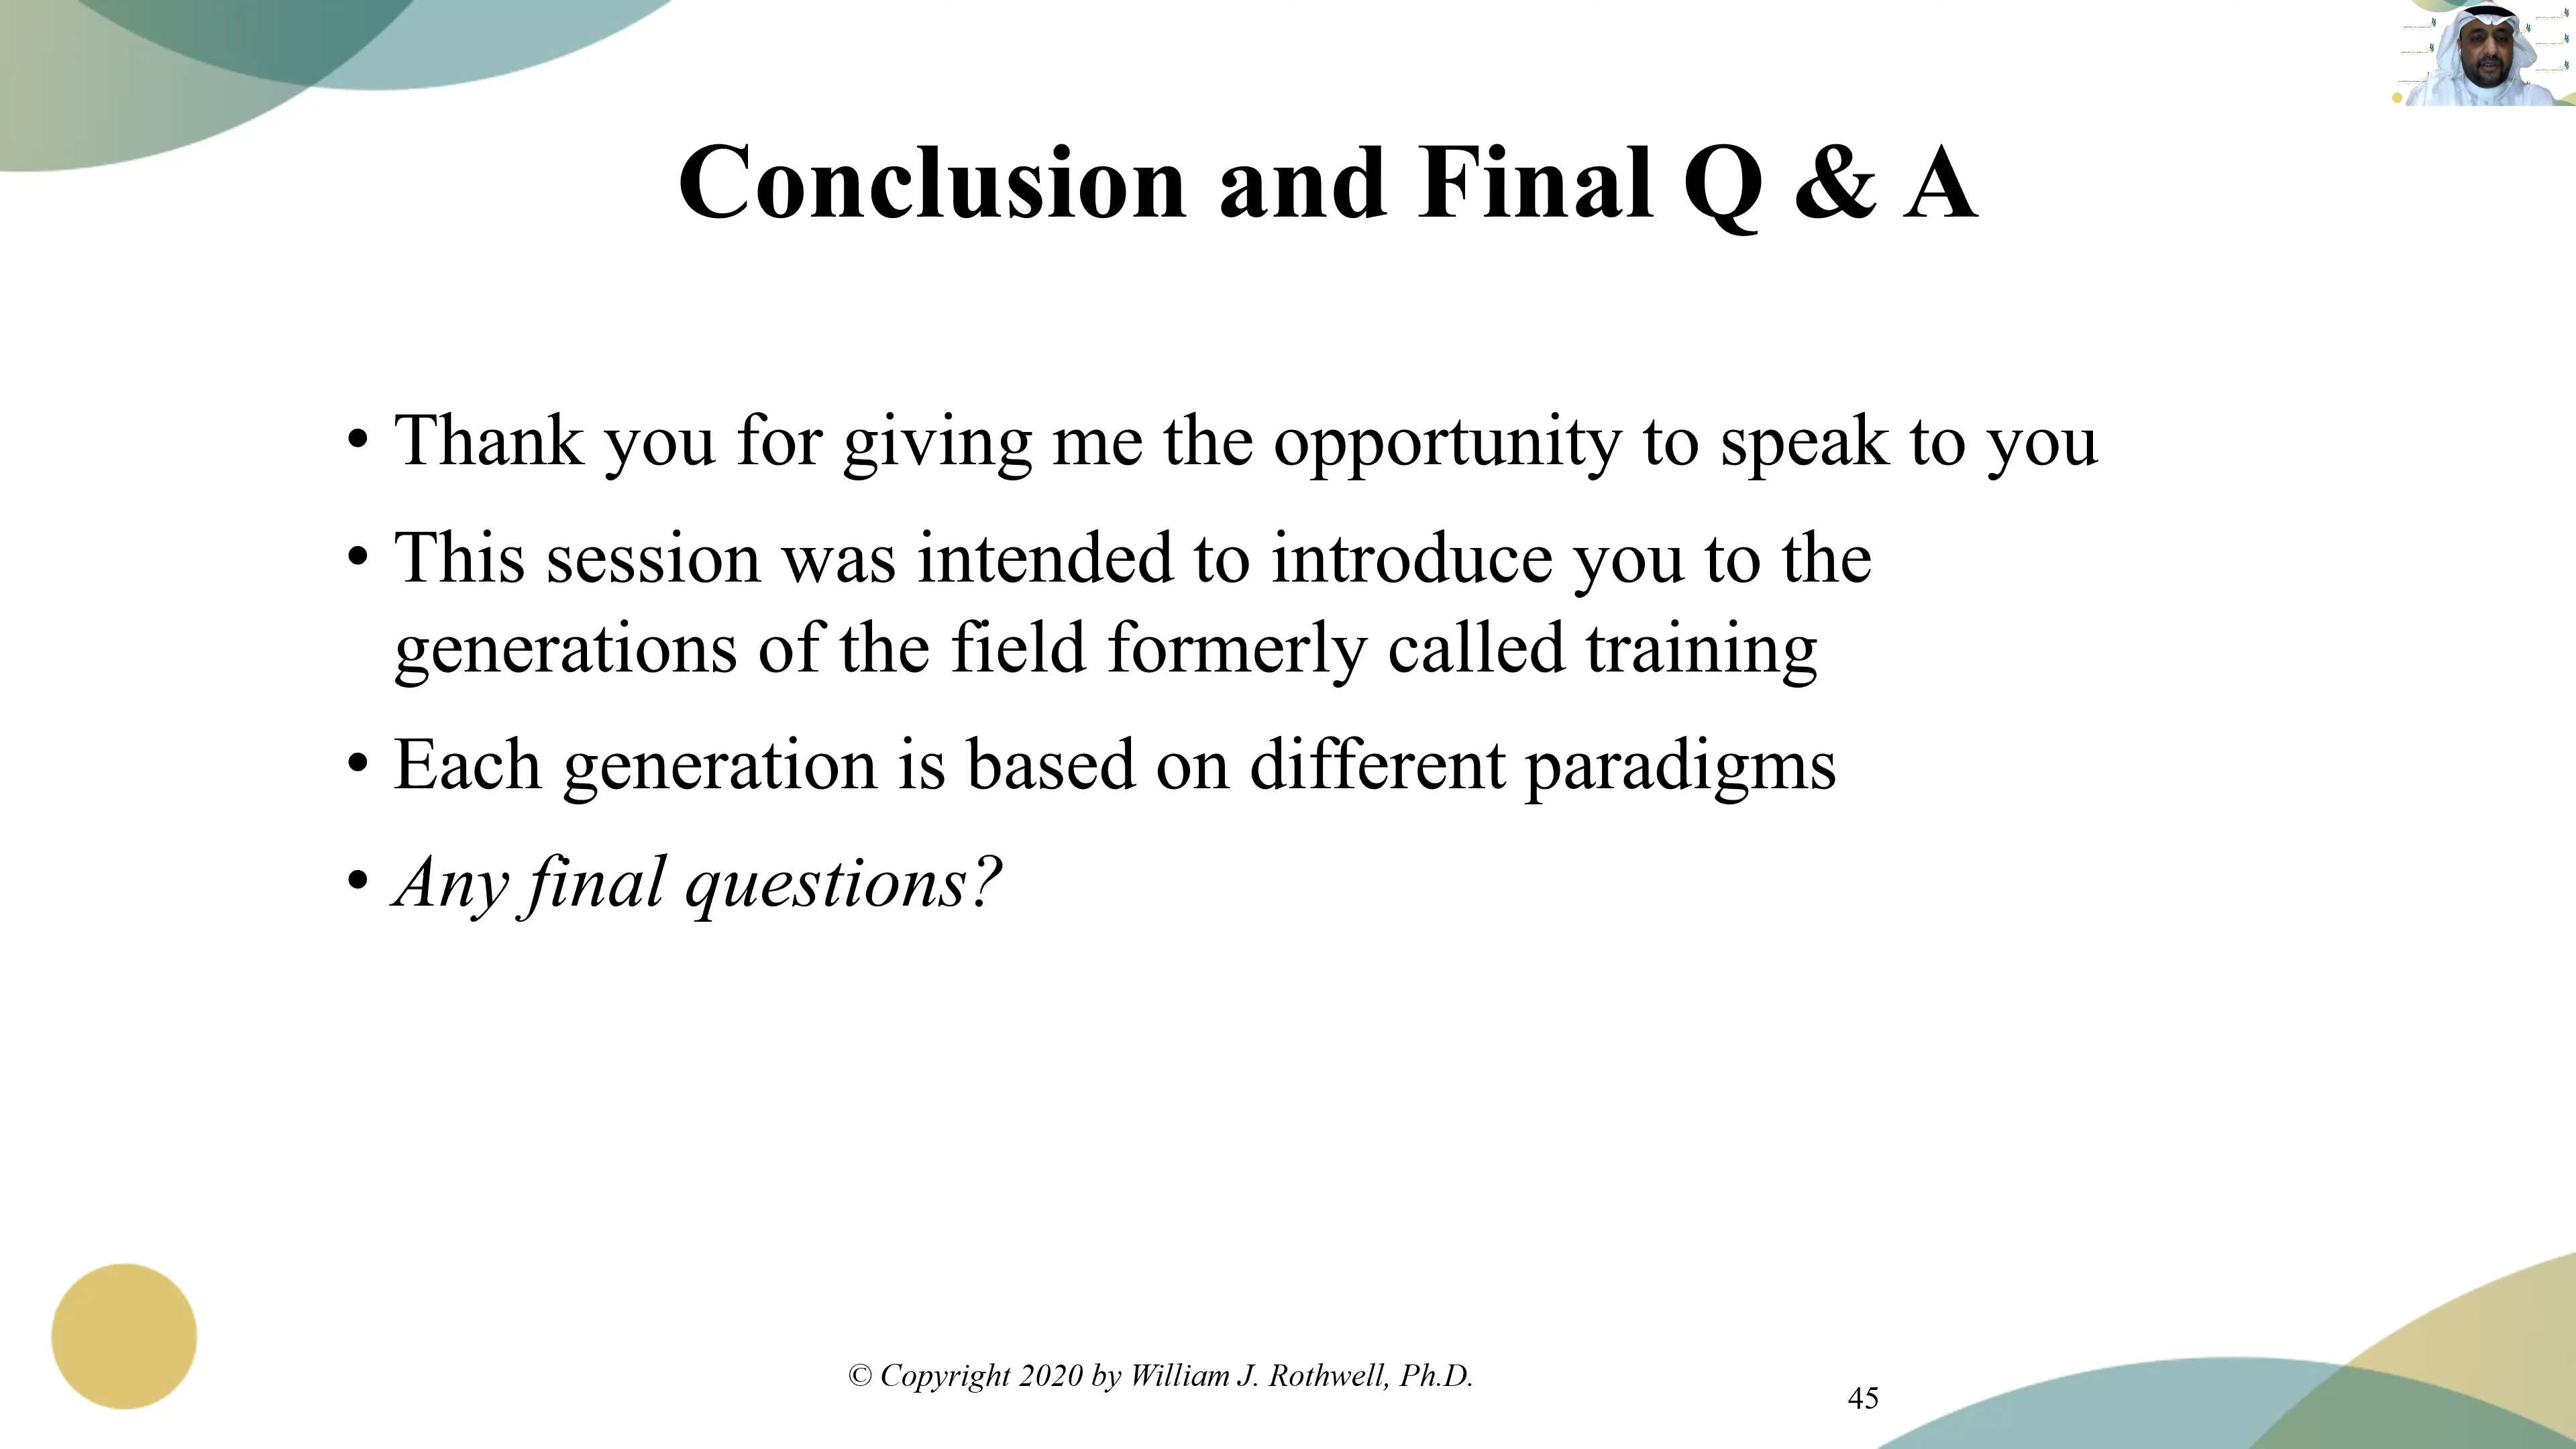 Conclusion and Final Q & A
• Thank you for giving me the opportunity to speak to you
• This session was intended to introduce you to the
generations of the field formerly called training
• Each generation is based on different paradigms
• Any final questions?
© Copyright 2020 by William J. Rothwell, Ph.D.
45